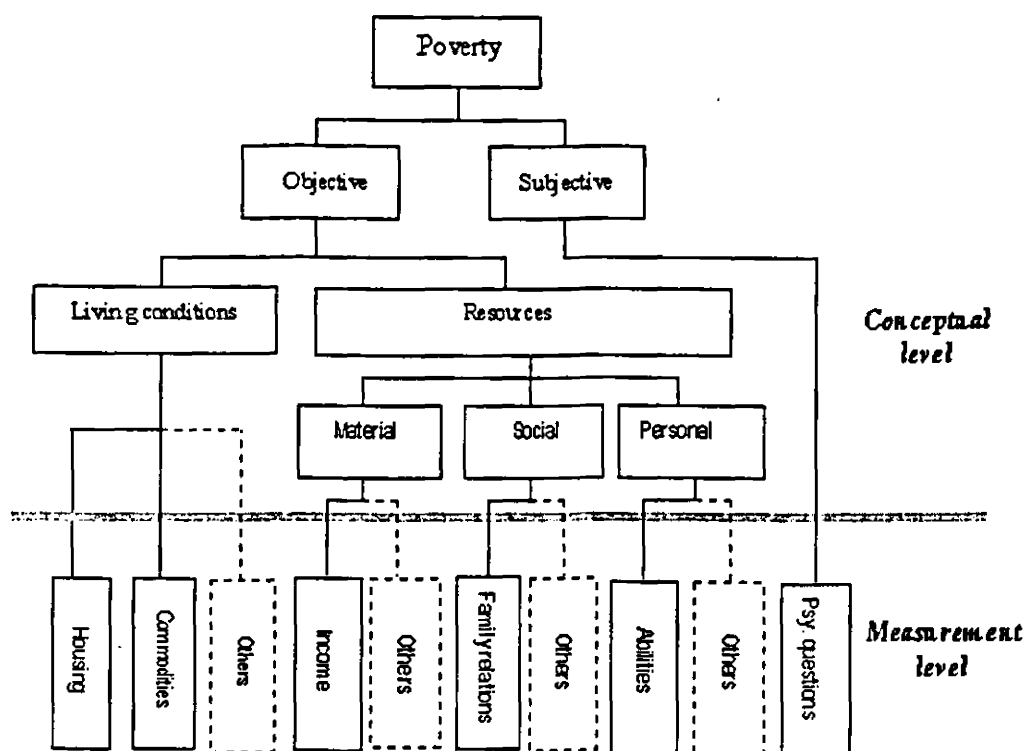 Poverty
Objective
Subjective
Living conditions
Resources
Conceptual
level
Material
Social
Personal
Housing
Commodities
Others
Income
Others
Family relations
Others
Abilities
Others
Psy. questions
Measurement
level